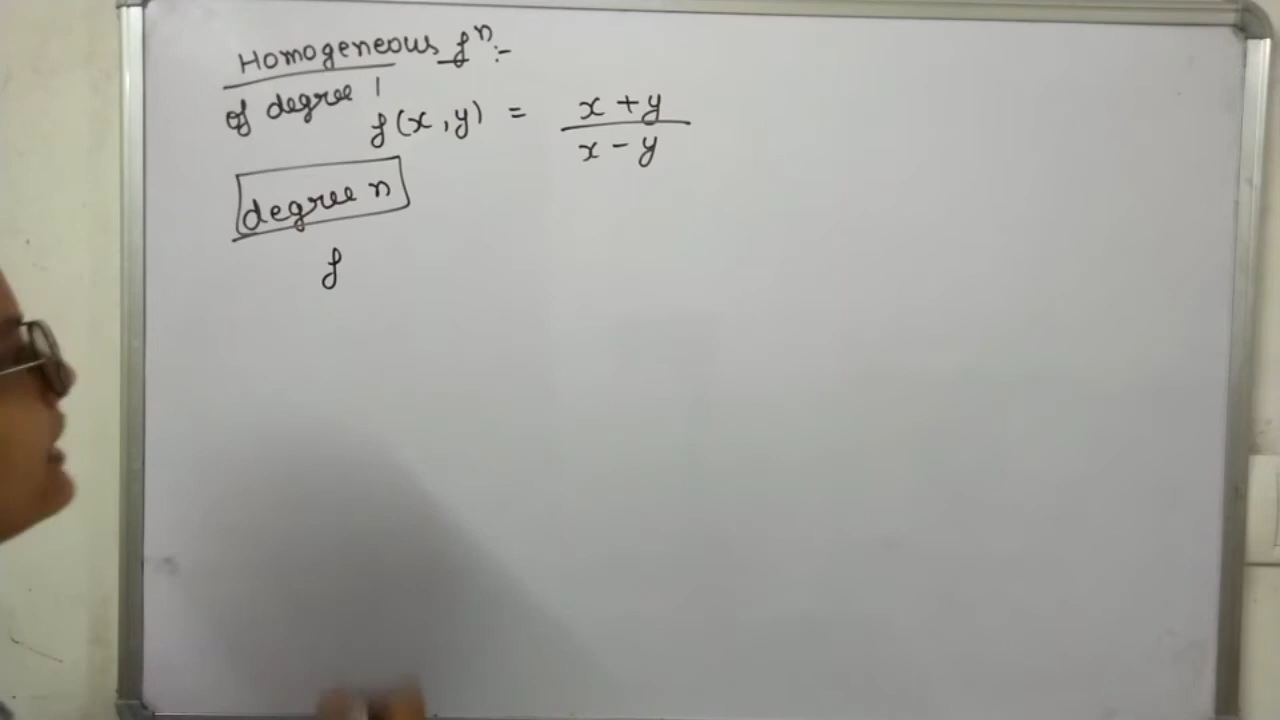 Homogeneous fⁿ :-
of degree 1
f(x, y) = x + y / x - y
degree n
f